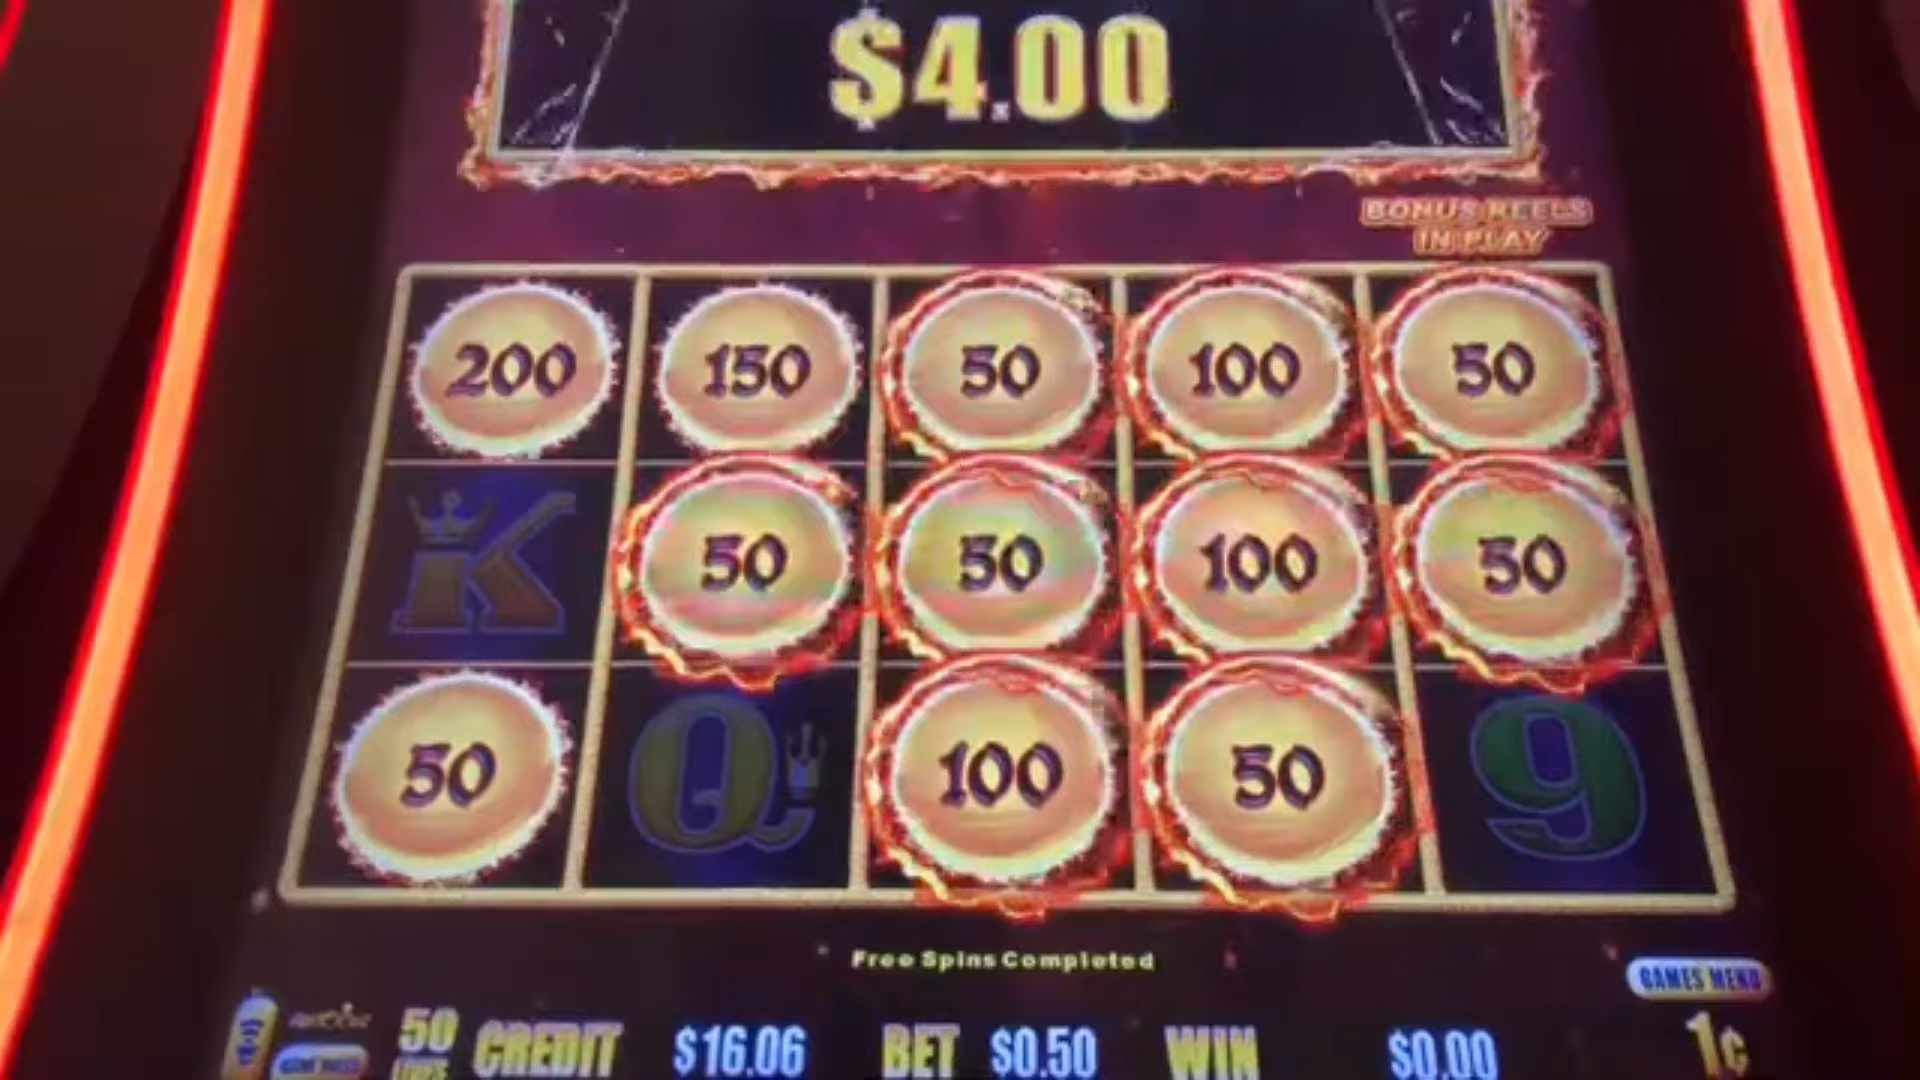 $4.00
BONUS REELS
IN PLAY
200 150 50 100 50
K 50 50 100 50
50 Q 100 50 9
Free Spins Completed
GAMES MENU
50 CREDIT $16.06 BET $0.50 WIN $0.00 1¢
LINES